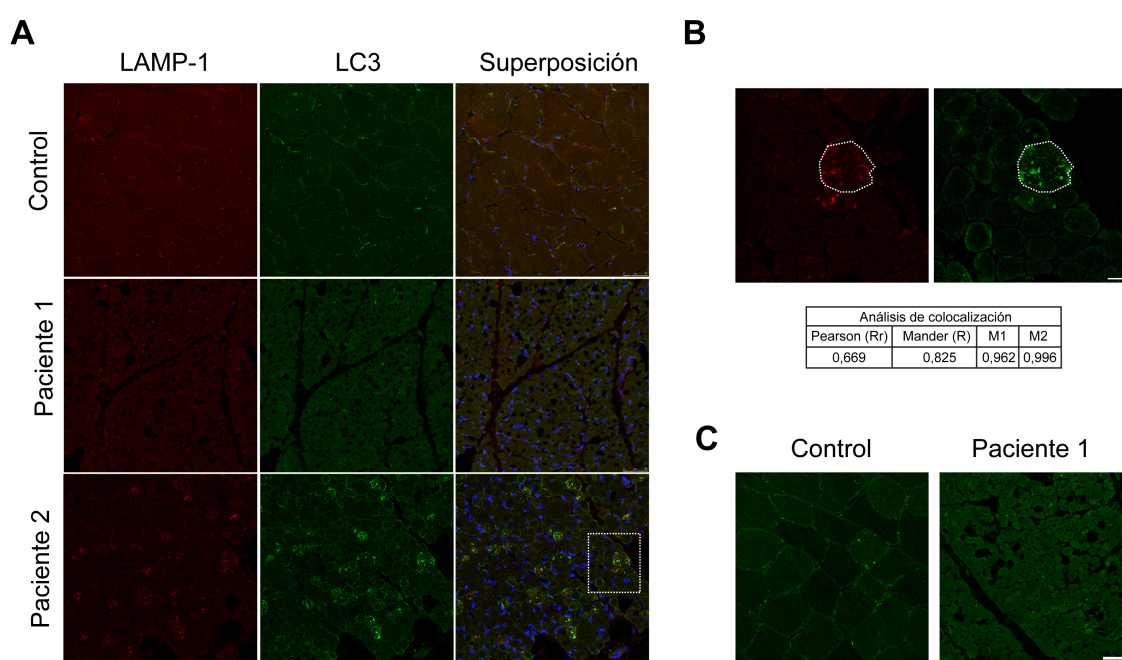 A
LAMP-1 LC3 Superposición
Control
Paciente 1
Paciente 2
B
Análisis de colocalización
Pearson (Rr) Mander (R) M1 M2
0,669 0,825 0,962 0,996
C
Control Paciente 1